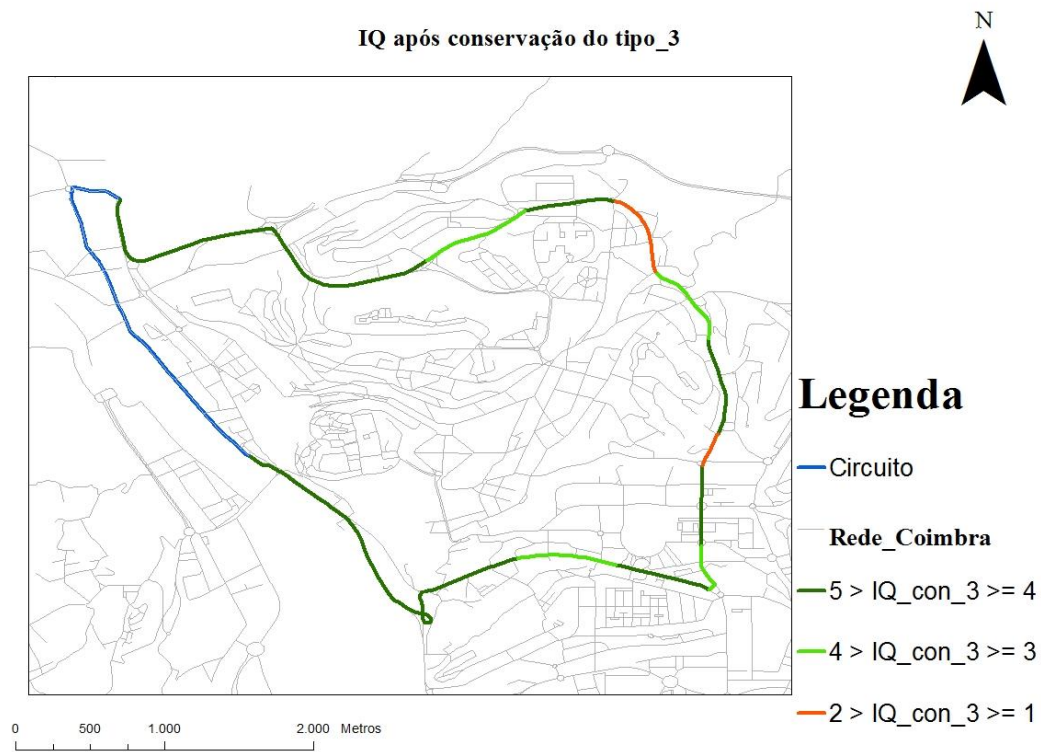 IQ após conservação do tipo_3
N
Legenda
Circuito
Rede_Coimbra
5 > IQ_con_3 >= 4
4 > IQ_con_3 >= 3
2 > IQ_con_3 >= 1
0 500 1.000 2.000 Metros